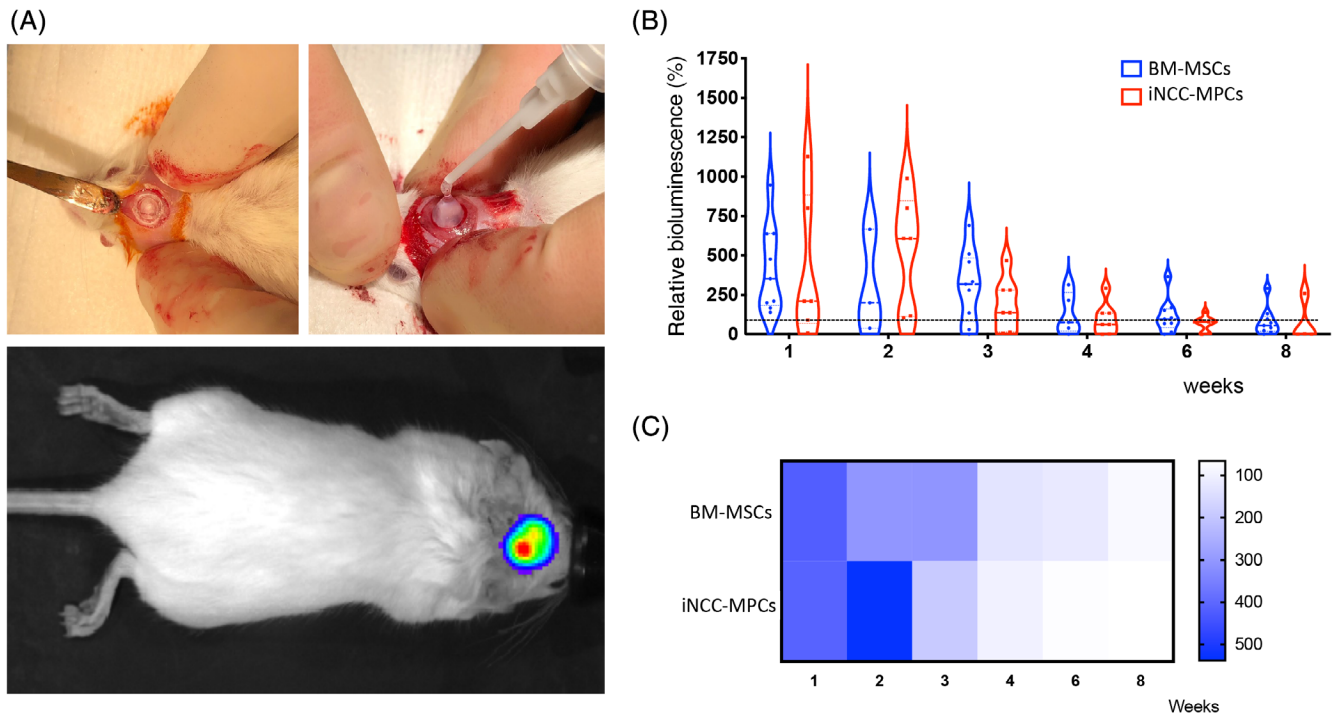 (A)
(B)
Relative bioluminescence (%)
1750
1500
1250
1000
750
500
250
0
BM-MSCs
iNCC-MPCs
1 2 3 4 6 8
weeks
(C)
BM-MSCs
iNCC-MPCs
1 2 3 4 6 8
Weeks
100
200
300
400
500